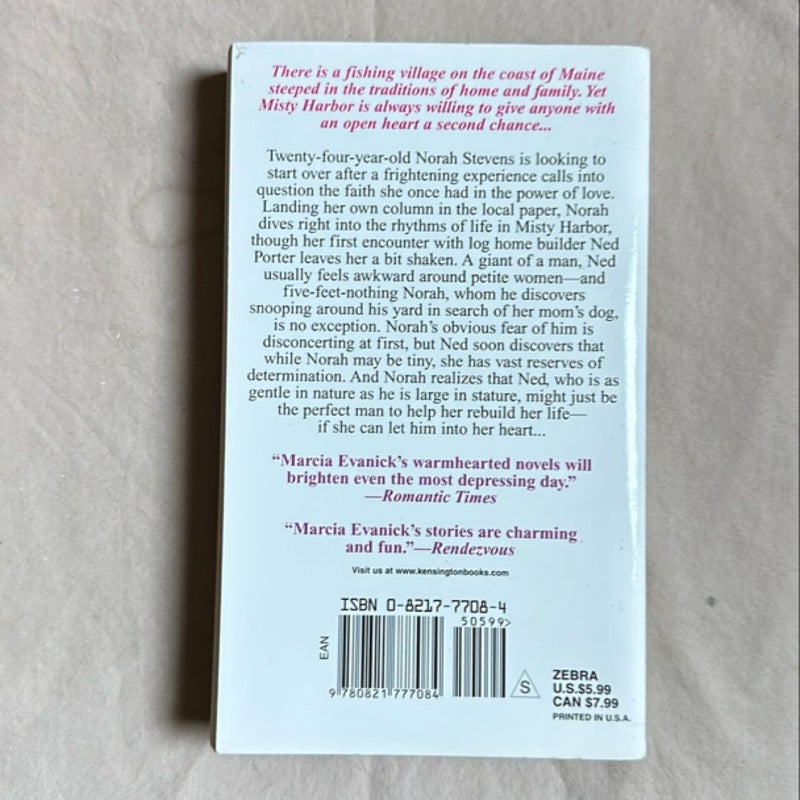 There is a fishing village on the coast of Maine
steeped in the traditions of home and family. Yet
Misty Harbor is always willing to give anyone with
an open heart a second chance...
Twenty-four-year-old Norah Stevens is looking to
start over after a frightening experience calls into
question the faith she once had in the power of love.
Landing her own column in the local paper, Norah
dives right into the rhythms of life in Misty Harbor,
though her first encounter with log home builder Ned
Porter leaves her a bit shaken. A giant of a man, Ned
usually feels awkward around petite women—and
five-feet-nothing Norah, whom he discovers
snooping around his yard in search of her mom's dog,
is no exception. Norah's obvious fear of him is
disconcerting at first, but Ned soon discovers that
while Norah may be tiny, she has vast reserves of
determination. And Norah realizes that Ned, who is as
gentle in nature as he is large in stature, might just be
the perfect man to help her rebuild her life—
if she can let him into her heart...
“Marcia Evanick's warmhearted novels will
brighten even the most depressing day.”
—Romantic Times
“Marcia Evanick's stories are charming
and fun.”—Rendezvous
Visit us at www.kensingtonbooks.com
ISBN 0-8217-7708-4
50599>
EAN
9 780821 777084
S
ZEBRA
U.S.$5.99
CAN $7.99
PRINTED IN U.S.A.